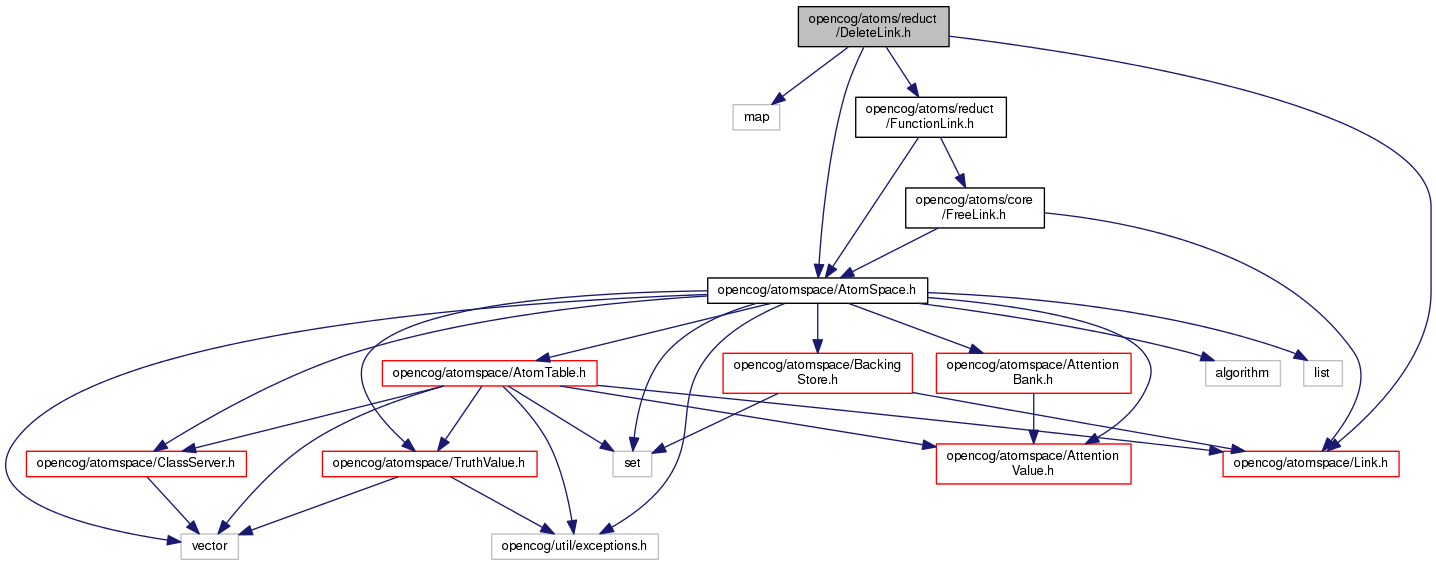 opencog/atoms/reduct
/DeleteLink.h
map
opencog/atoms/reduct
/FunctionLink.h
opencog/atoms/core
/FreeLink.h
opencog/atomspace/AtomSpace.h
opencog/atomspace/AtomTable.h
opencog/atomspace/Backing
Store.h
opencog/atomspace/Attention
Bank.h
algorithm
list
opencog/atomspace/ClassServer.h
opencog/atomspace/TruthValue.h
set
opencog/atomspace/Attention
Value.h
opencog/atomspace/Link.h
vector
opencog/util/exceptions.h